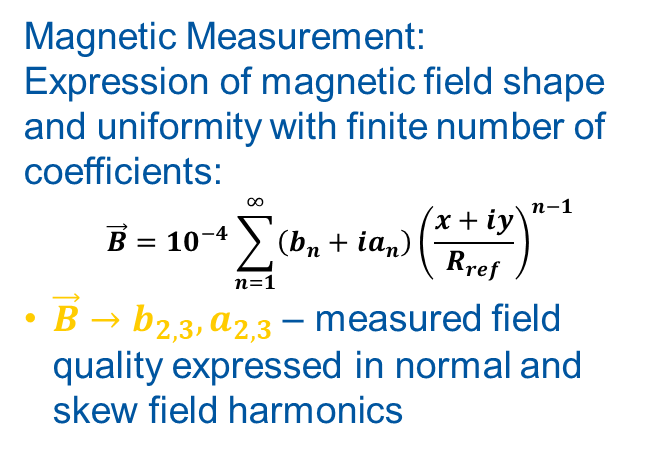 Magnetic Measurement:
Expression of magnetic field shape
and uniformity with finite number of
coefficients:
$\vec{B} = 10^{-4} \sum_{n=1}^{\infty} (b_n + ia_n) \left( \frac{x + iy}{R_{ref}} \right)^{n-1}$
• $\vec{B} \to b_{2,3}, a_{2,3}$ – measured field
quality expressed in normal and
skew field harmonics